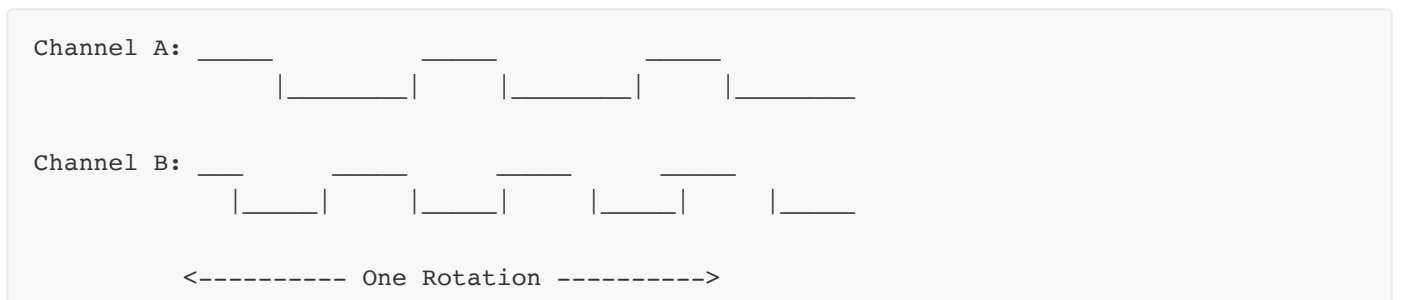 Channel A: _____          _____          _____
                |________|     |________|     |________

Channel B: ___      _____      _____      _____
             |_____|     |_____|     |_____|     |_____

          <---------- One Rotation ---------->